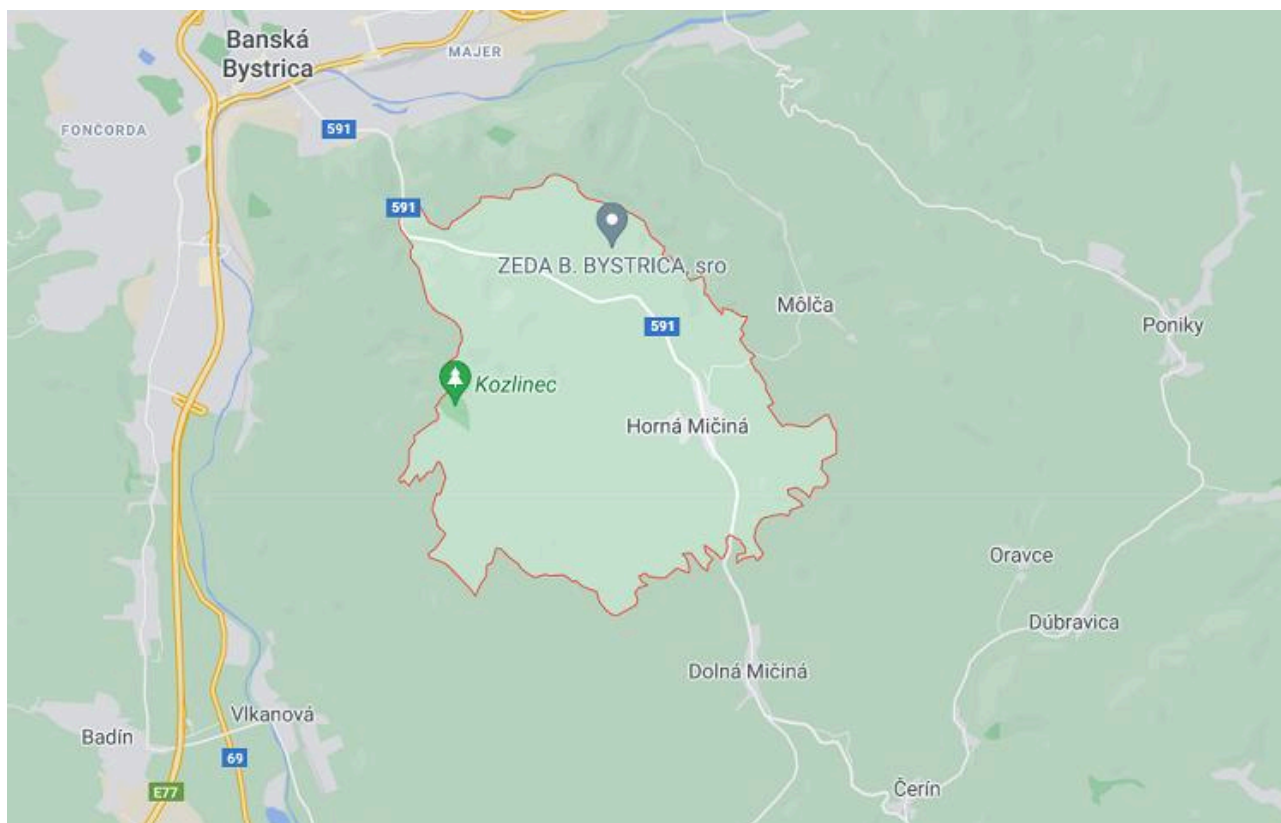 Banská
Bystrica
MAJER
FONČORDA
591
591
ZEDA B. BYSTRICA, sro
Môlča
591
Poniky
Kozlinec
Horná Mičiná
Oravce
Dúbravica
Dolná Mičiná
Vlkanová
Badín
69
E77
Čerín